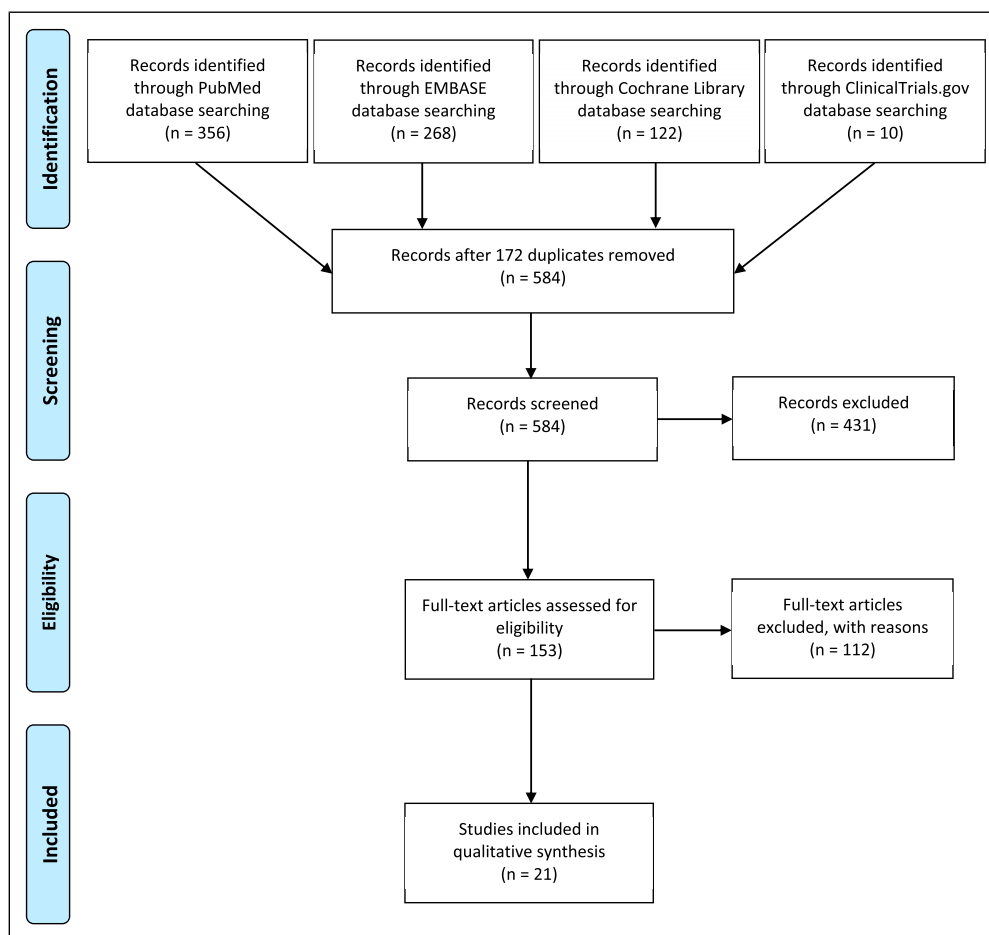 Identification
Records identified
through PubMed
database searching
(n = 356)
Records identified
through EMBASE
database searching
(n = 268)
Records identified
through Cochrane Library
database searching
(n = 122)
Records identified
through ClinicalTrials.gov
database searching
(n = 10)
Records after 172 duplicates removed
(n = 584)
Screening
Records screened
(n = 584)
Records excluded
(n = 431)
Eligibility
Full-text articles assessed for
eligibility
(n = 153)
Full-text articles
excluded, with reasons
(n = 112)
Included
Studies included in
qualitative synthesis
(n = 21)